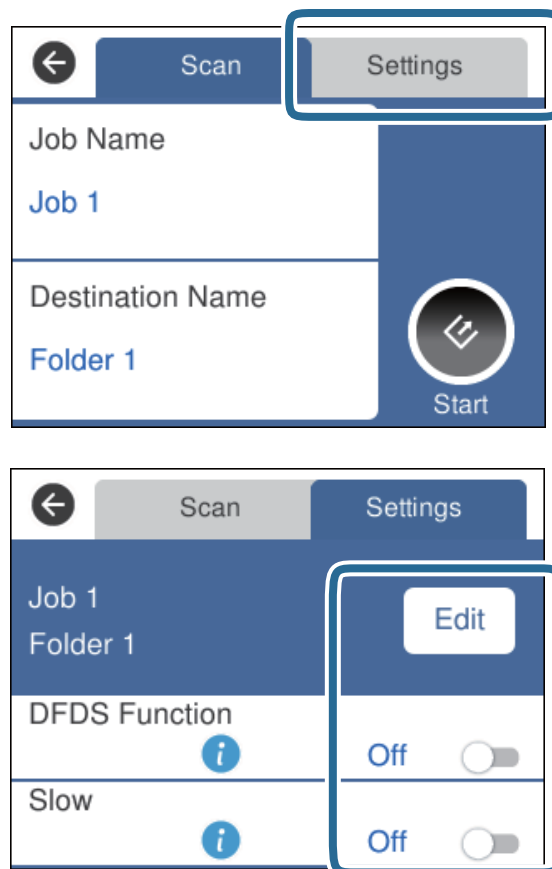 Scan Settings
Job Name
Job 1
Destination Name
Folder 1
Start
Scan Settings
Job 1
Edit
Folder 1
DFDS Function
i Off
Slow
i Off